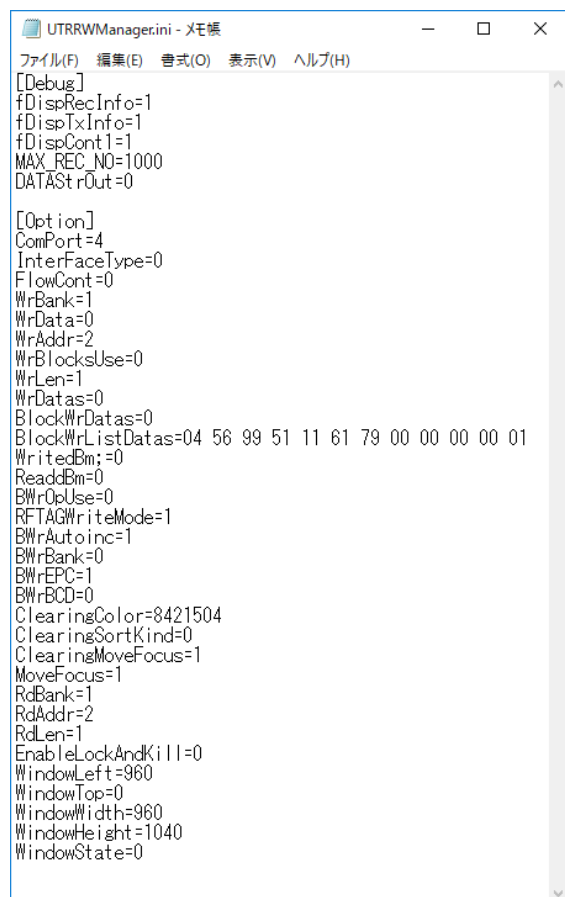 UTRRWManager.ini - メモ帳
ファイル(F) 編集(E) 書式(O) 表示(V) ヘルプ(H)
[Debug]
fDispRecInfo=1
fDispTxInfo=1
fDispCont1=1
MAX_REC_NO=1000
DATAStrOut=0

[Option]
ComPort=4
InterFaceType=0
FlowCont=0
WrBank=1
WrData=0
WrAddr=2
WrBlocksUse=0
WrLen=1
WrDatas=0
BlockWrDatas=0
BlockWrListDatas=04 56 99 51 11 61 79 00 00 00 00 01
WritedBm;=0
ReaddBm=0
BWrOpUse=0
RFTAGWriteMode=1
BWrAutoinc=1
BWrBank=0
BWrEPC=1
BWrBCD=0
ClearingColor=8421504
ClearingSortKind=0
ClearingMoveFocus=1
MoveFocus=1
RdBank=1
RdAddr=2
RdLen=1
EnableLockAndKill=0
WindowLeft=960
WindowTop=0
WindowWidth=960
WindowHeight=1040
WindowState=0